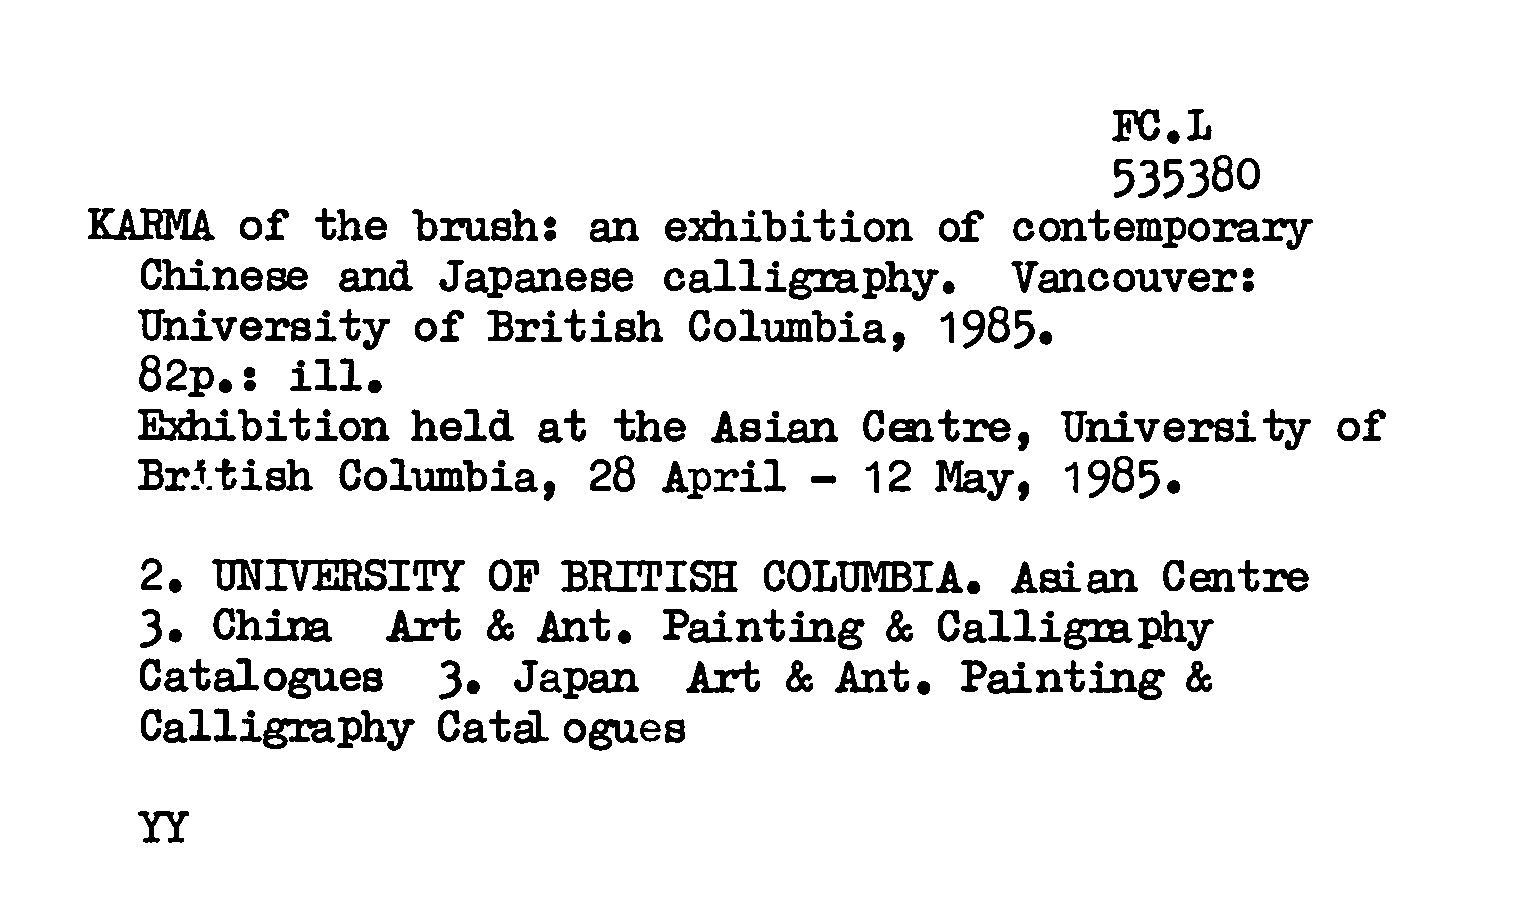 FC.L
535380
KARMA of the brush: an exhibition of contemporary
Chinese and Japanese calligraphy. Vancouver:
University of British Columbia, 1985.
82p.: ill.
Exhibition held at the Asian Centre, University of
British Columbia, 28 April - 12 May, 1985.
2. UNIVERSITY OF BRITISH COLUMBIA. Asian Centre
3. China Art & Ant. Painting & Calligraphy
Catalogues 3. Japan Art & Ant. Painting &
Calligraphy Catalogues
YY